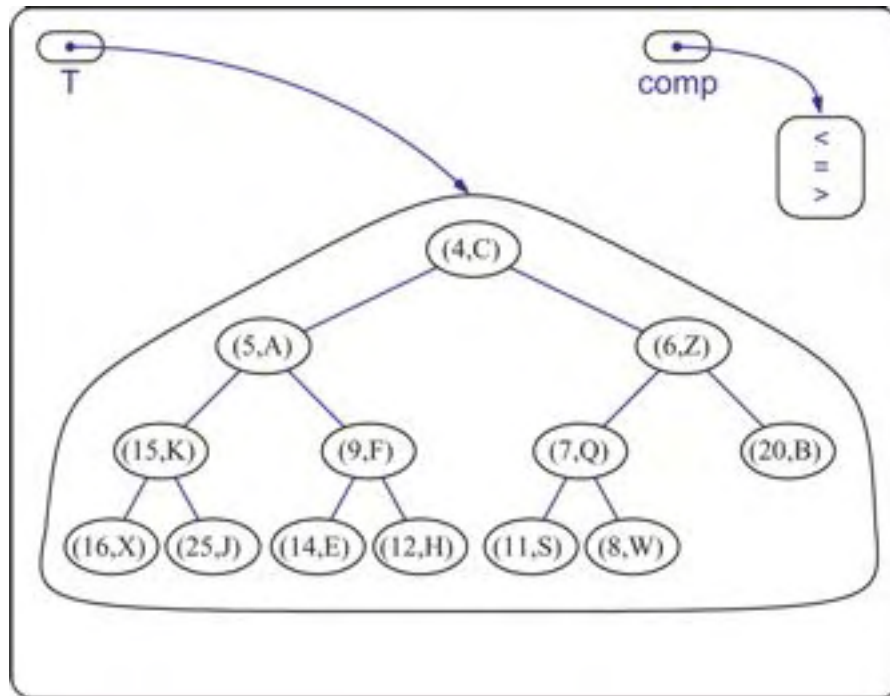 T
comp
<
=
>
(4,C)
(5,A) (6,Z)
(15,K) (9,F) (7,Q) (20,B)
(16,X) (25,J) (14,E) (12,H) (11,S) (8,W)